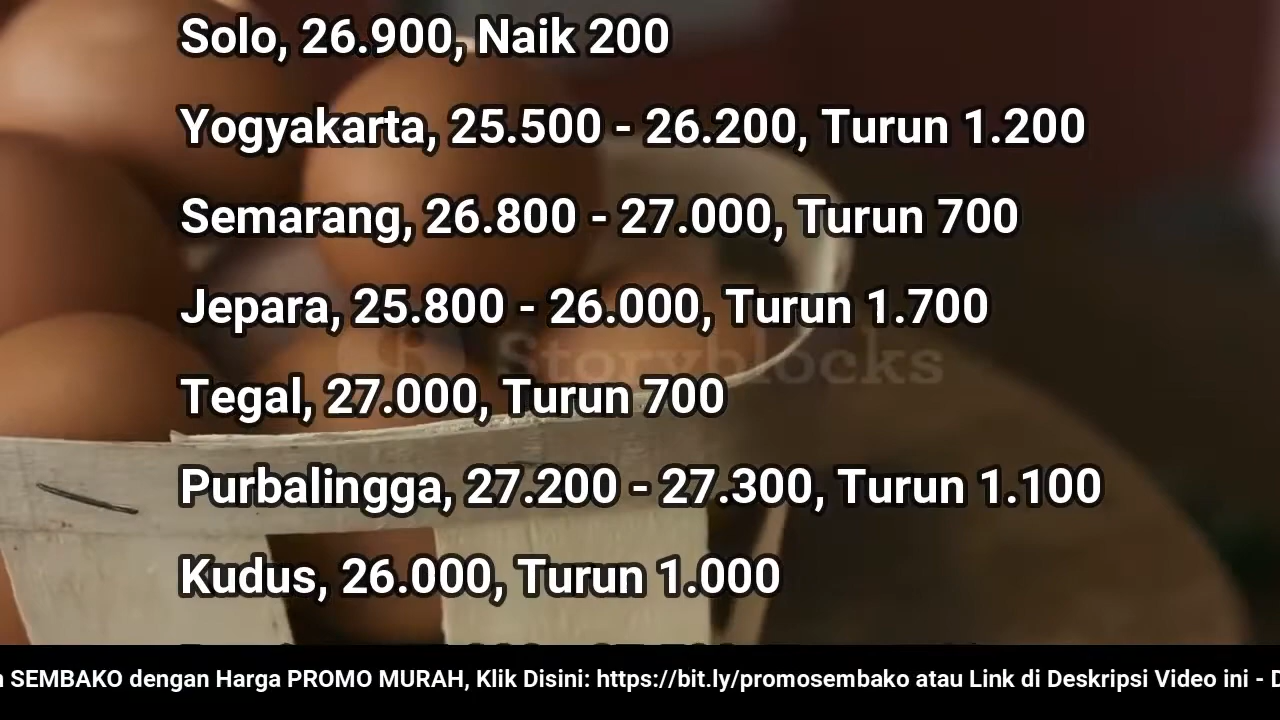 Solo, 26.900, Naik 200
Yogyakarta, 25.500 - 26.200, Turun 1.200
Semarang, 26.800 - 27.000, Turun 700
Jepara, 25.800 - 26.000, Turun 1.700
Storyblocks
Tegal, 27.000, Turun 700
Purbalingga, 27.200 - 27.300, Turun 1.100
Kudus, 26.000, Turun 1.000
SEMBAKO dengan Harga PROMO MURAH, Klik Disini: https://bit.ly/promosembako atau Link di Deskripsi Video ini -